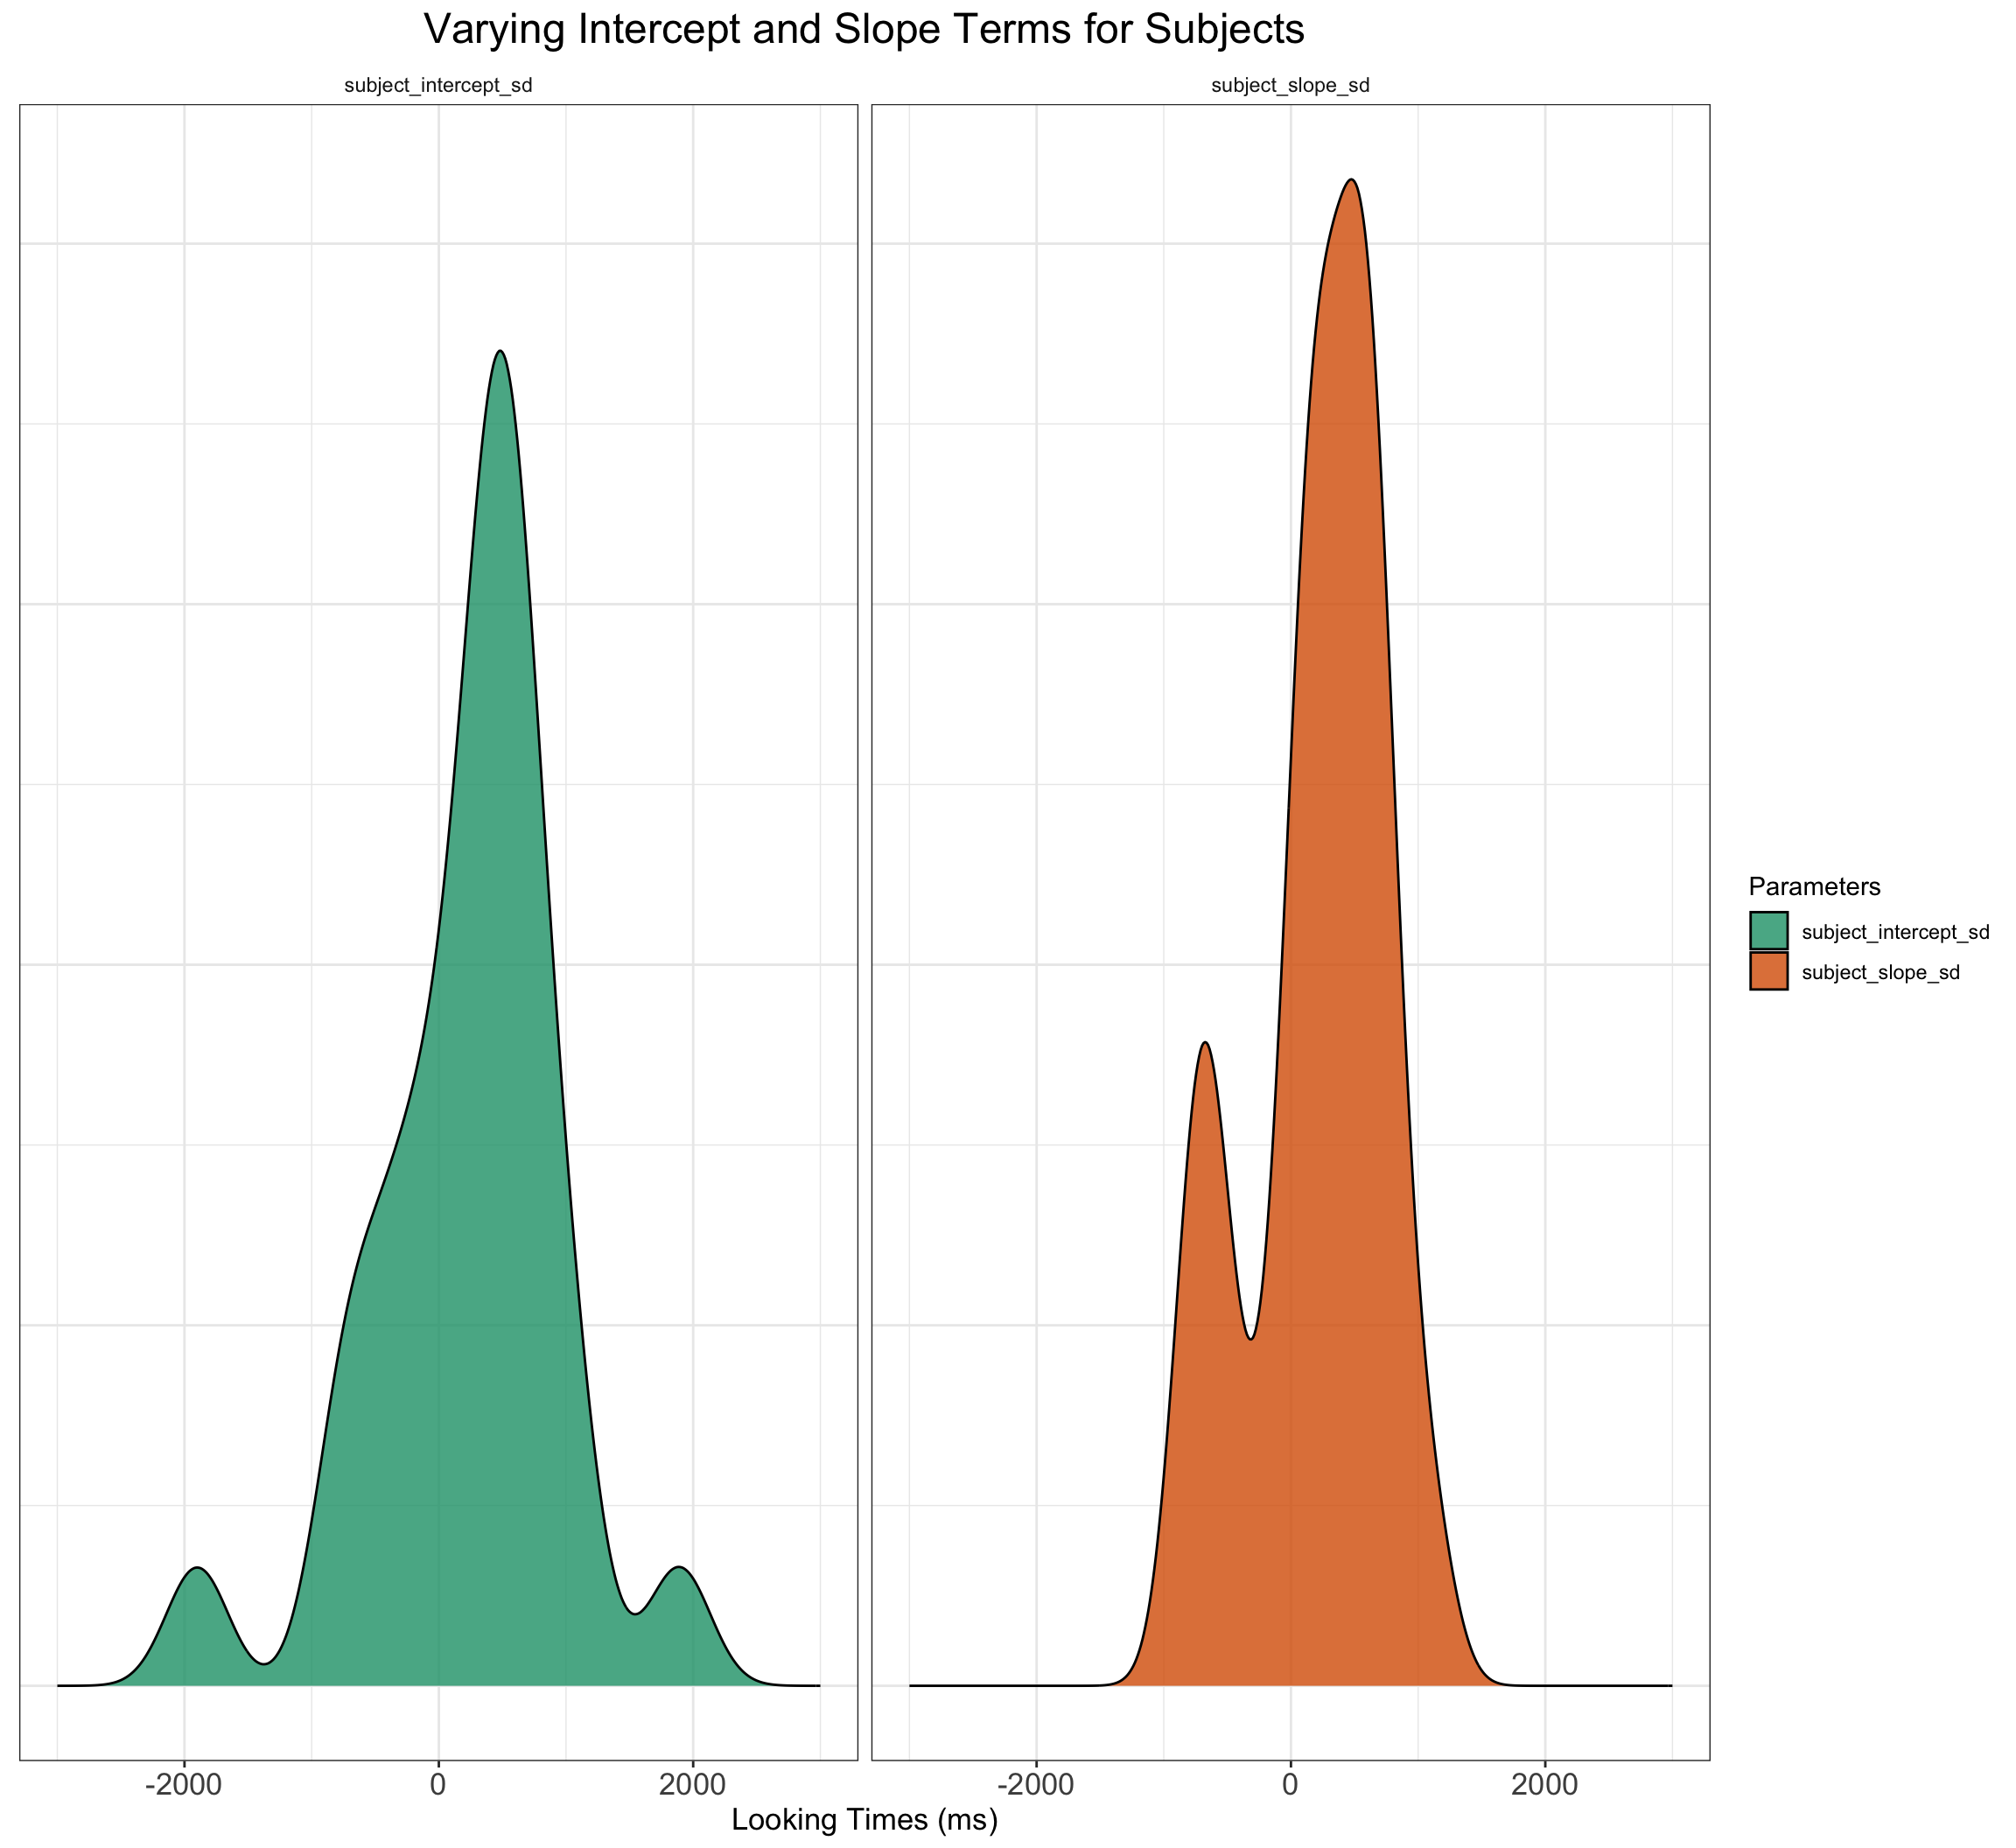 Varying Intercept and Slope Terms for Subjects
subject_intercept_sd
subject_slope_sd
Parameters
subject_intercept_sd
subject_slope_sd
-2000 0 2000
-2000 0 2000
Looking Times (ms)